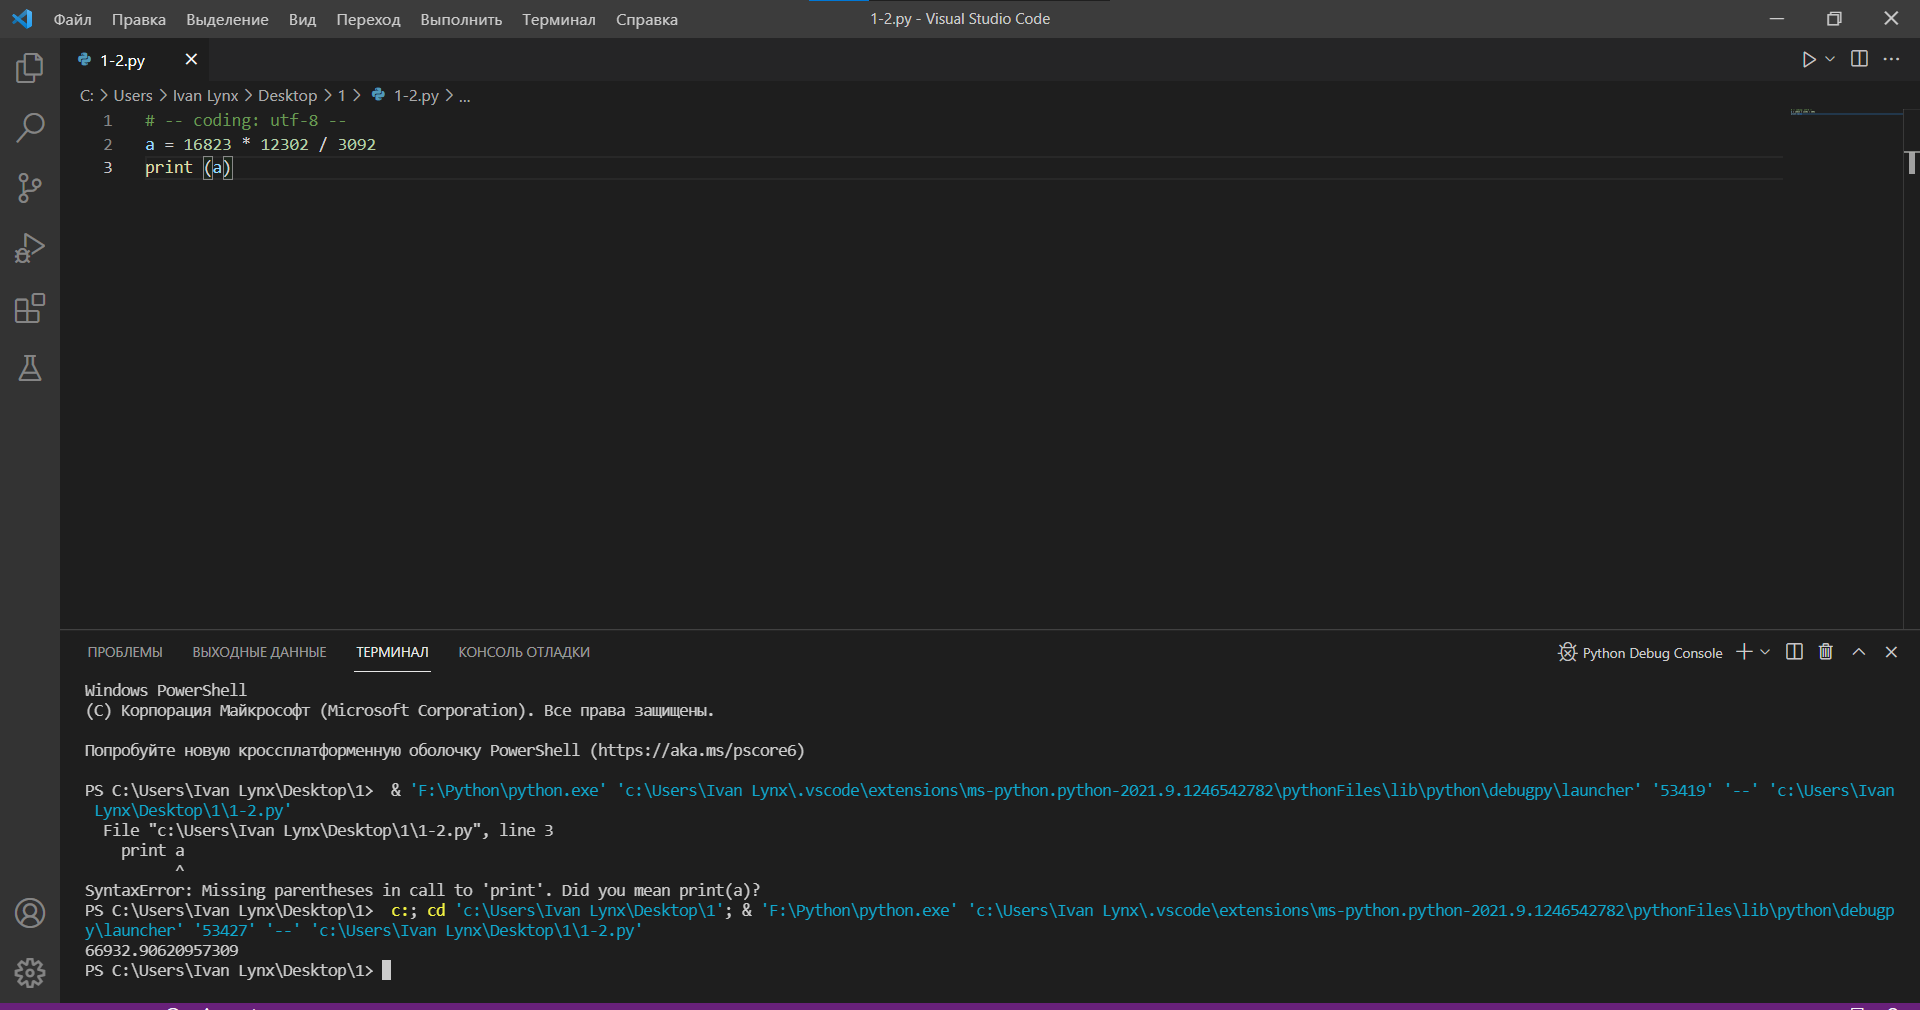 Файл Правка Выделение Вид Переход Выполнить Терминал Справка 1-2.py - Visual Studio Code
1-2.py
C: > Users > Ivan Lynx > Desktop > 1 > 1-2.py > ...
1 # -- coding: utf-8 --
2 a = 16823 * 12302 / 3092
3 print (a)
ПРОБЛЕМЫ ВЫХОДНЫЕ ДАННЫЕ ТЕРМИНАЛ КОНСОЛЬ ОТЛАДКИ Python Debug Console
Windows PowerShell
(C) Корпорация Майкрософт (Microsoft Corporation). Все права защищены.
Попробуйте новую кроссплатформенную оболочку PowerShell (https://aka.ms/pscore6)
PS C:\Users\Ivan Lynx\Desktop\1>  & 'F:\Python\python.exe' 'c:\Users\Ivan Lynx\.vscode\extensions\ms-python.python-2021.9.1246542782\pythonFiles\lib\python\debugpy\launcher' '53419' '--' 'c:\Users\Ivan
 Lynx\Desktop\1\1-2.py'
  File "c:\Users\Ivan Lynx\Desktop\1\1-2.py", line 3
    print a
          ^
SyntaxError: Missing parentheses in call to 'print'. Did you mean print(a)?
PS C:\Users\Ivan Lynx\Desktop\1>  c:; cd 'c:\Users\Ivan Lynx\Desktop\1'; & 'F:\Python\python.exe' 'c:\Users\Ivan Lynx\.vscode\extensions\ms-python.python-2021.9.1246542782\pythonFiles\lib\python\debugp
y\launcher' '53427' '--' 'c:\Users\Ivan Lynx\Desktop\1\1-2.py'
66932.90620957309
PS C:\Users\Ivan Lynx\Desktop\1>